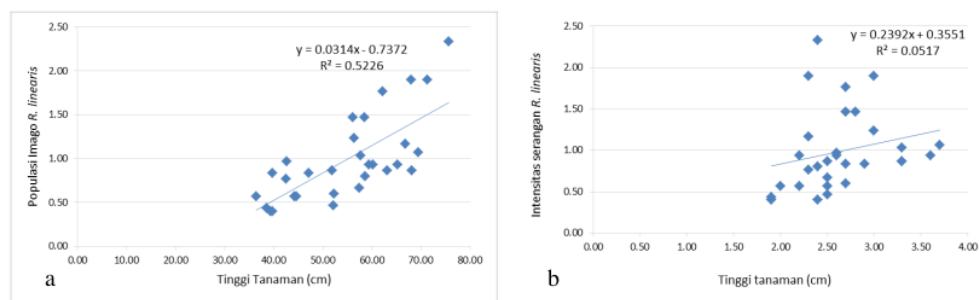 2.50
2.00
1.50
1.00
0.50
0.00
Populasi Imago R. linearis
y = 0.0314x - 0.7372
R² = 0.5226
0.00 10.00 20.00 30.00 40.00 50.00 60.00 70.00 80.00
Tinggi Tanaman (cm)
a
2.50
2.00
1.50
1.00
0.50
0.00
Intensitas serangan R. linearis
y = 0.2392x + 0.3551
R² = 0.0517
0.00 0.50 1.00 1.50 2.00 2.50 3.00 3.50 4.00
Tinggi tanaman (cm)
b